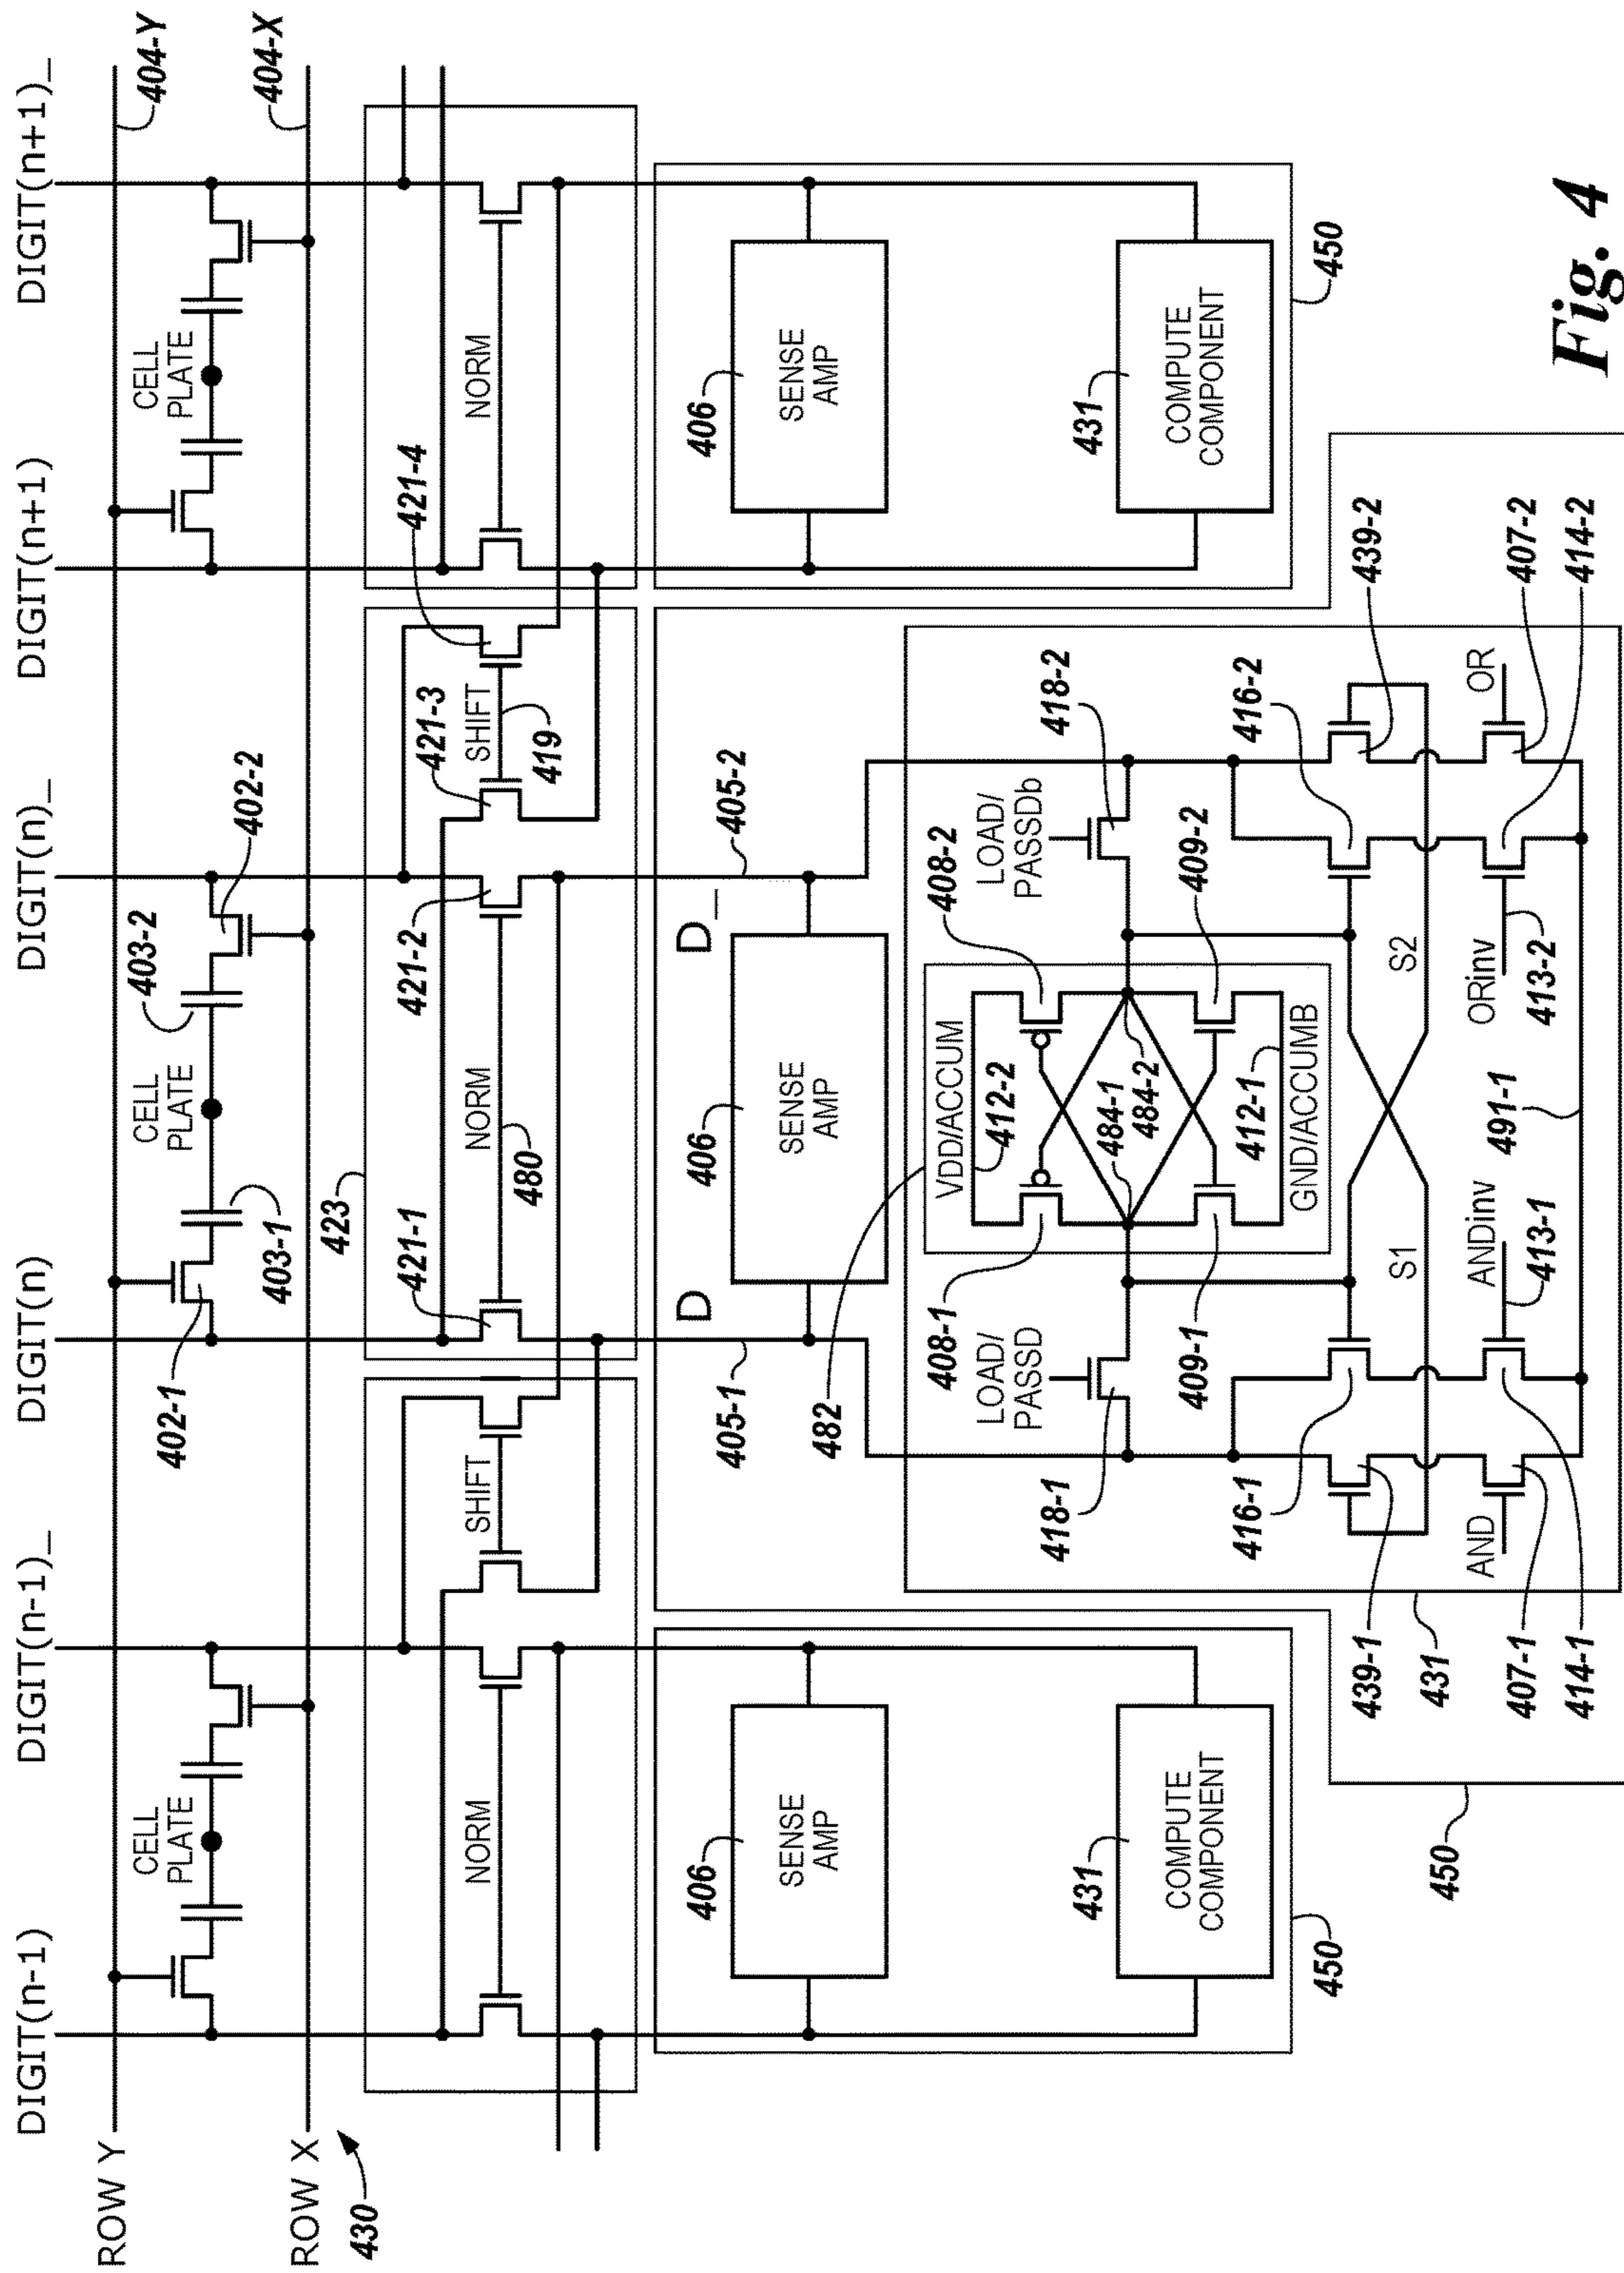 DIGIT(n-1)
DIGIT(n-1)_
DIGIT(n)
DIGIT(n)_
DIGIT(n+1)
DIGIT(n+1)_
ROW Y
404-Y
CELL
PLATE
402-1
CELL
PLATE
403-1
403-2
402-2
CELL
PLATE
ROW X
404-X
430
423
NORM
SHIFT
421-1
NORM
480
421-2
421-3
SHIFT
419
421-4
NORM
405-1
D
D_
405-2
406
SENSE
AMP
406
SENSE
AMP
406
SENSE
AMP
431
COMPUTE
COMPONENT
450
431
COMPUTE
COMPONENT
450
482
VDD/ACCUM
412-2
408-1
408-2
LOAD/
PASSD
LOAD/
PASSDb
418-1
418-2
484-1
484-2
409-1
409-2
412-1
GND/ACCUMB
416-1
416-2
439-1
439-2
S1
S2
431
AND
407-1
ANDinv
413-1
414-1
ORinv
413-2
414-2
OR
407-2
491-1
450
Fig. 4